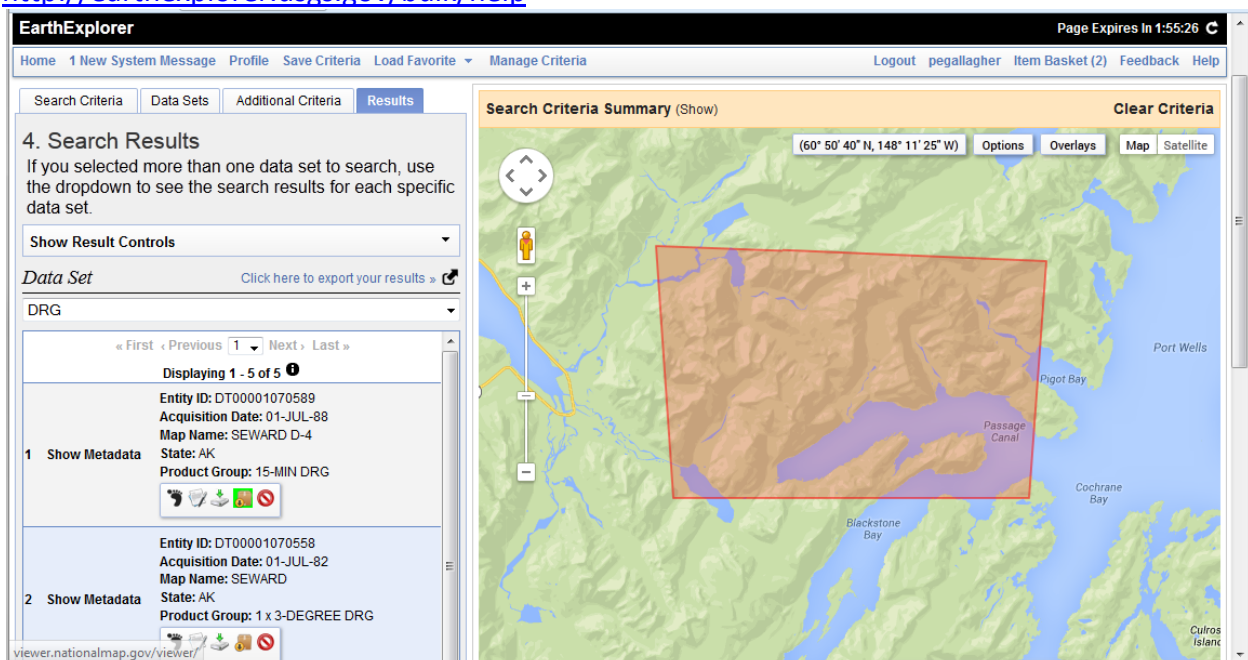 http://earthexplorer.usgs.gov/bulk/help
EarthExplorer
Page Expires In 1:55:26
Home 1 New System Message Profile Save Criteria Load Favorite Manage Criteria
Logout pegallagher Item Basket (2) Feedback Help
Search Criteria Data Sets Additional Criteria Results
4. Search Results
If you selected more than one data set to search, use
the dropdown to see the search results for each specific
data set.
Show Result Controls
Data Set Click here to export your results »
DRG
« First ‹ Previous 1 Next › Last »
Displaying 1 - 5 of 5
Entity ID: DT00001070589
Acquisition Date: 01-JUL-88
Map Name: SEWARD D-4
1 Show Metadata State: AK
Product Group: 15-MIN DRG
Entity ID: DT00001070558
Acquisition Date: 01-JUL-82
Map Name: SEWARD
2 Show Metadata State: AK
Product Group: 1 x 3-DEGREE DRG
viewer.nationalmap.gov/viewer/
Search Criteria Summary (Show) Clear Criteria
(60° 50' 40" N, 148° 11' 25" W) Options Overlays Map Satellite
Port Wells
Pigot Bay
Passage
Canal
Cochrane
Bay
Blackstone
Bay
Culros
Islanc